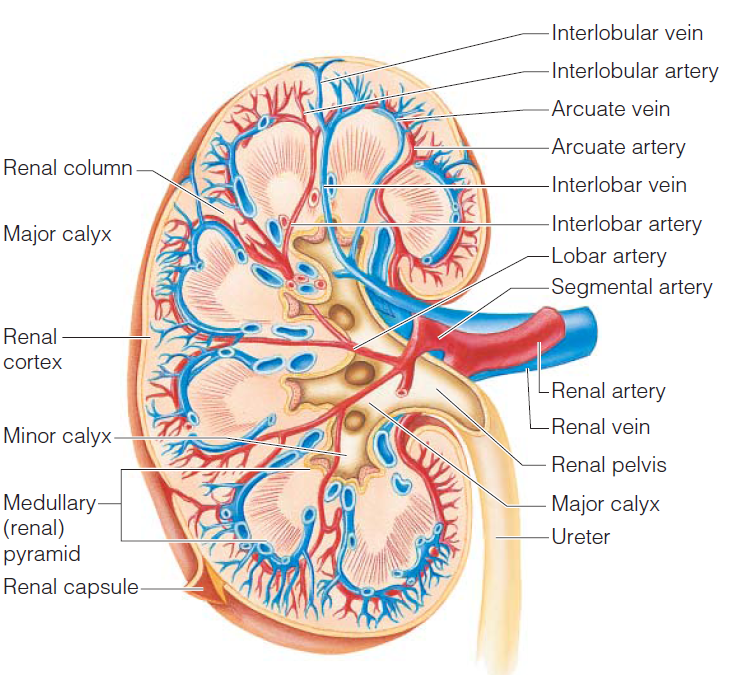 Interlobular vein
Interlobular artery
Arcuate vein
Arcuate artery
Interlobar vein
Interlobar artery
Lobar artery
Segmental artery
Renal artery
Renal vein
Renal pelvis
Major calyx
Ureter
Renal column
Major calyx
Renal
cortex
Minor calyx
Medullary
(renal)
pyramid
Renal capsule